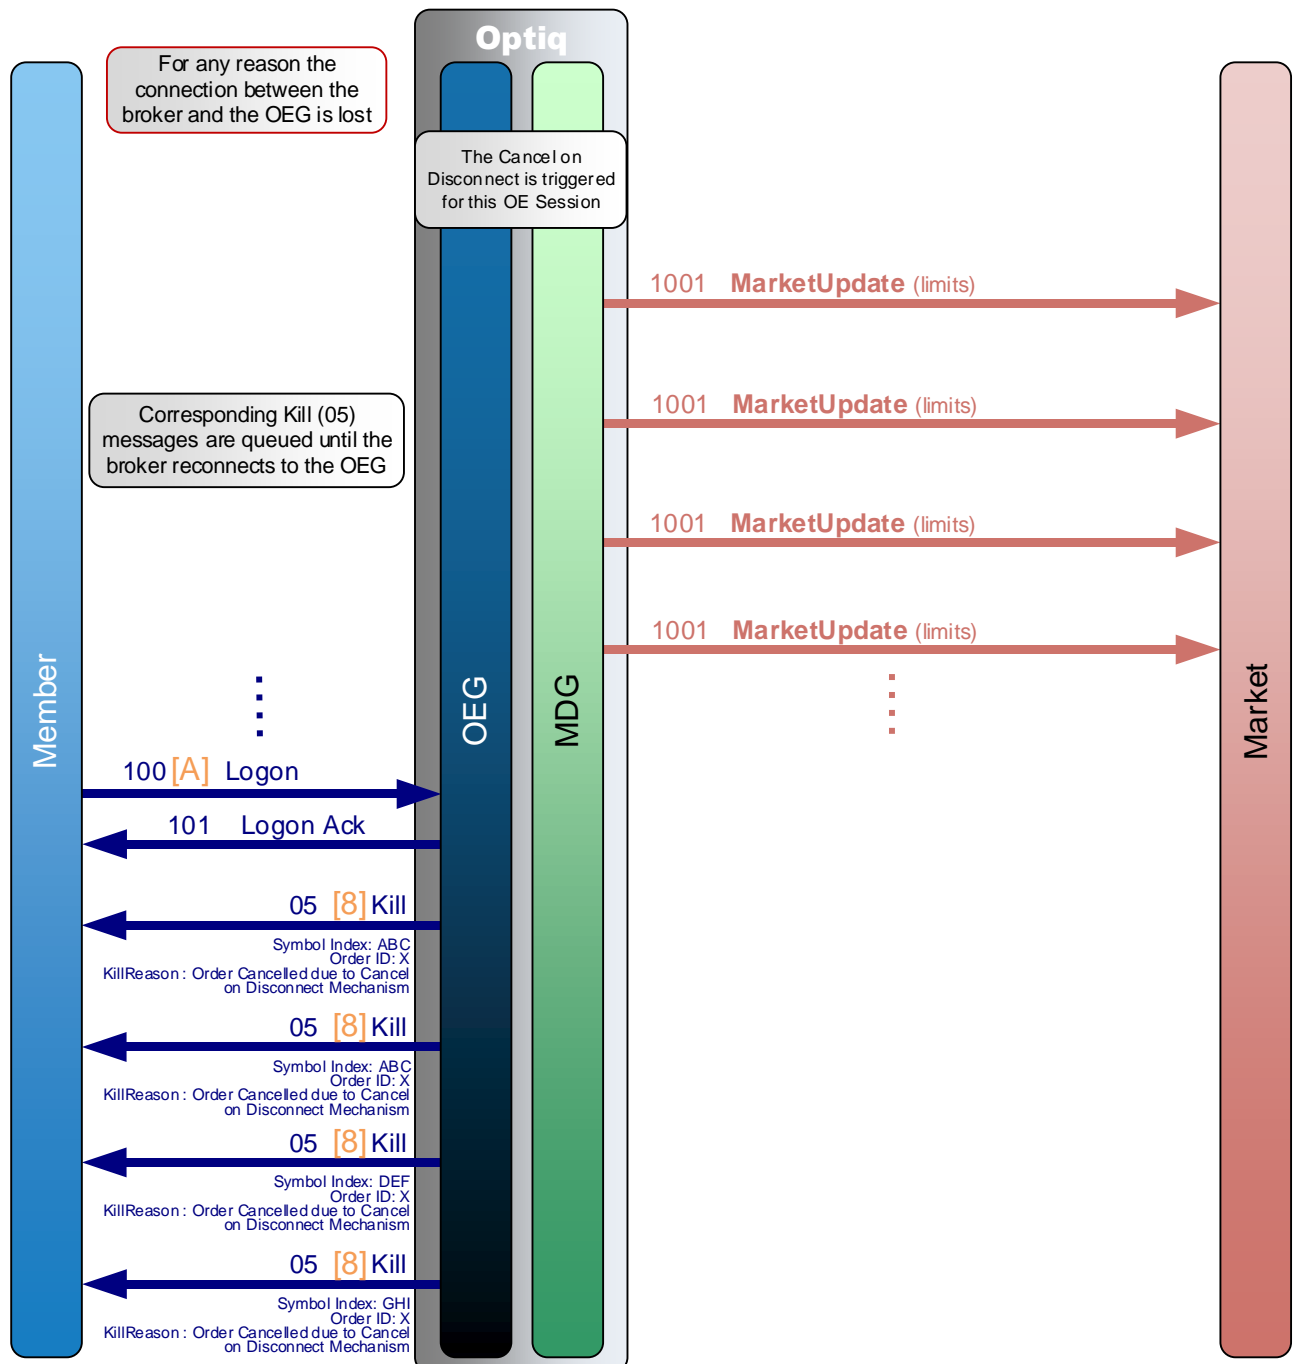 Optiq
For any reason the
connection between the
broker and the OEG is lost
The Cancel on
Disconnect is triggered
for this OE Session
1001 MarketUpdate (limits)
Corresponding Kill (05)
messages are queued until the
broker reconnects to the OEG
1001 MarketUpdate (limits)
1001 MarketUpdate (limits)
1001 MarketUpdate (limits)
Member
OEG
MDG
Market
100 [A] Logon
101 Logon Ack
05 [8] Kill
Symbol Index: ABC
Order ID: X
KillReason : Order Cancelled due to Cancel
on Disconnect Mechanism
05 [8] Kill
Symbol Index: ABC
Order ID: X
KillReason : Order Cancelled due to Cancel
on Disconnect Mechanism
05 [8] Kill
Symbol Index: DEF
Order ID: X
KillReason : Order Cancelled due to Cancel
on Disconnect Mechanism
05 [8] Kill
Symbol Index: GHI
Order ID: X
KillReason : Order Cancelled due to Cancel
on Disconnect Mechanism